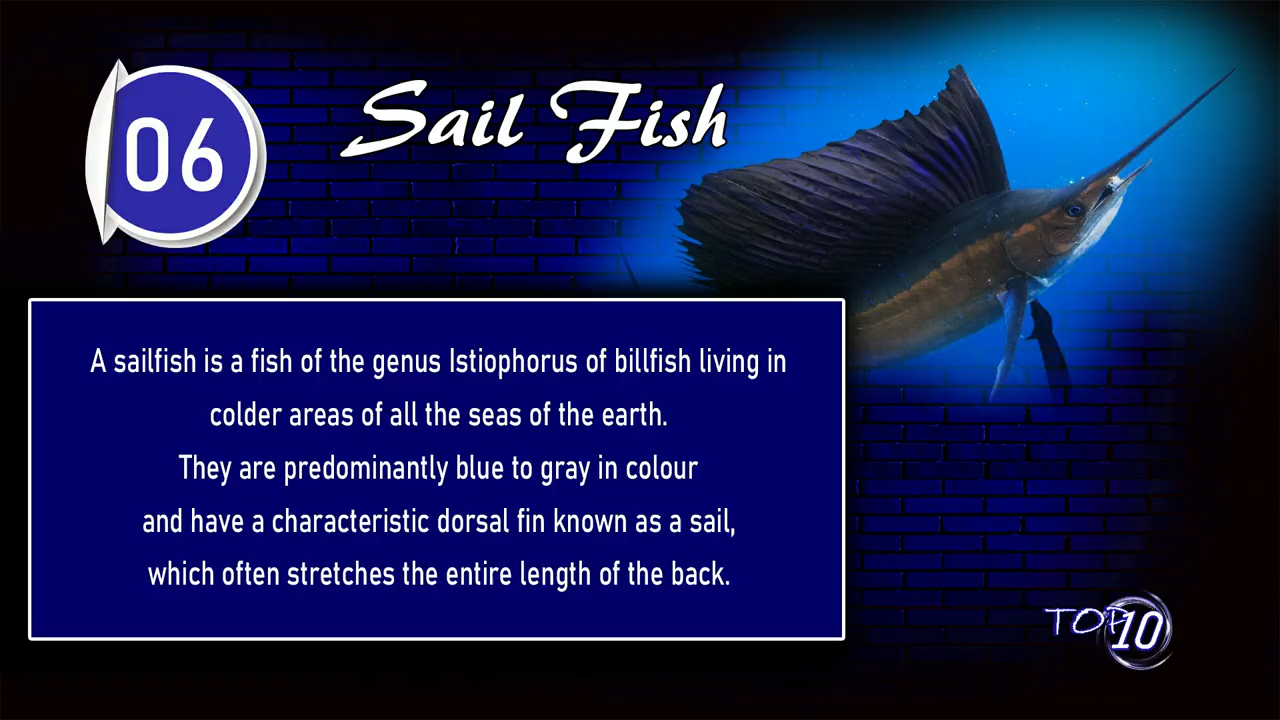 06
Sail Fish
A sailfish is a fish of the genus Istiophorus of billfish living in
colder areas of all the seas of the earth.
They are predominantly blue to gray in colour
and have a characteristic dorsal fin known as a sail,
which often stretches the entire length of the back.
TOP 10